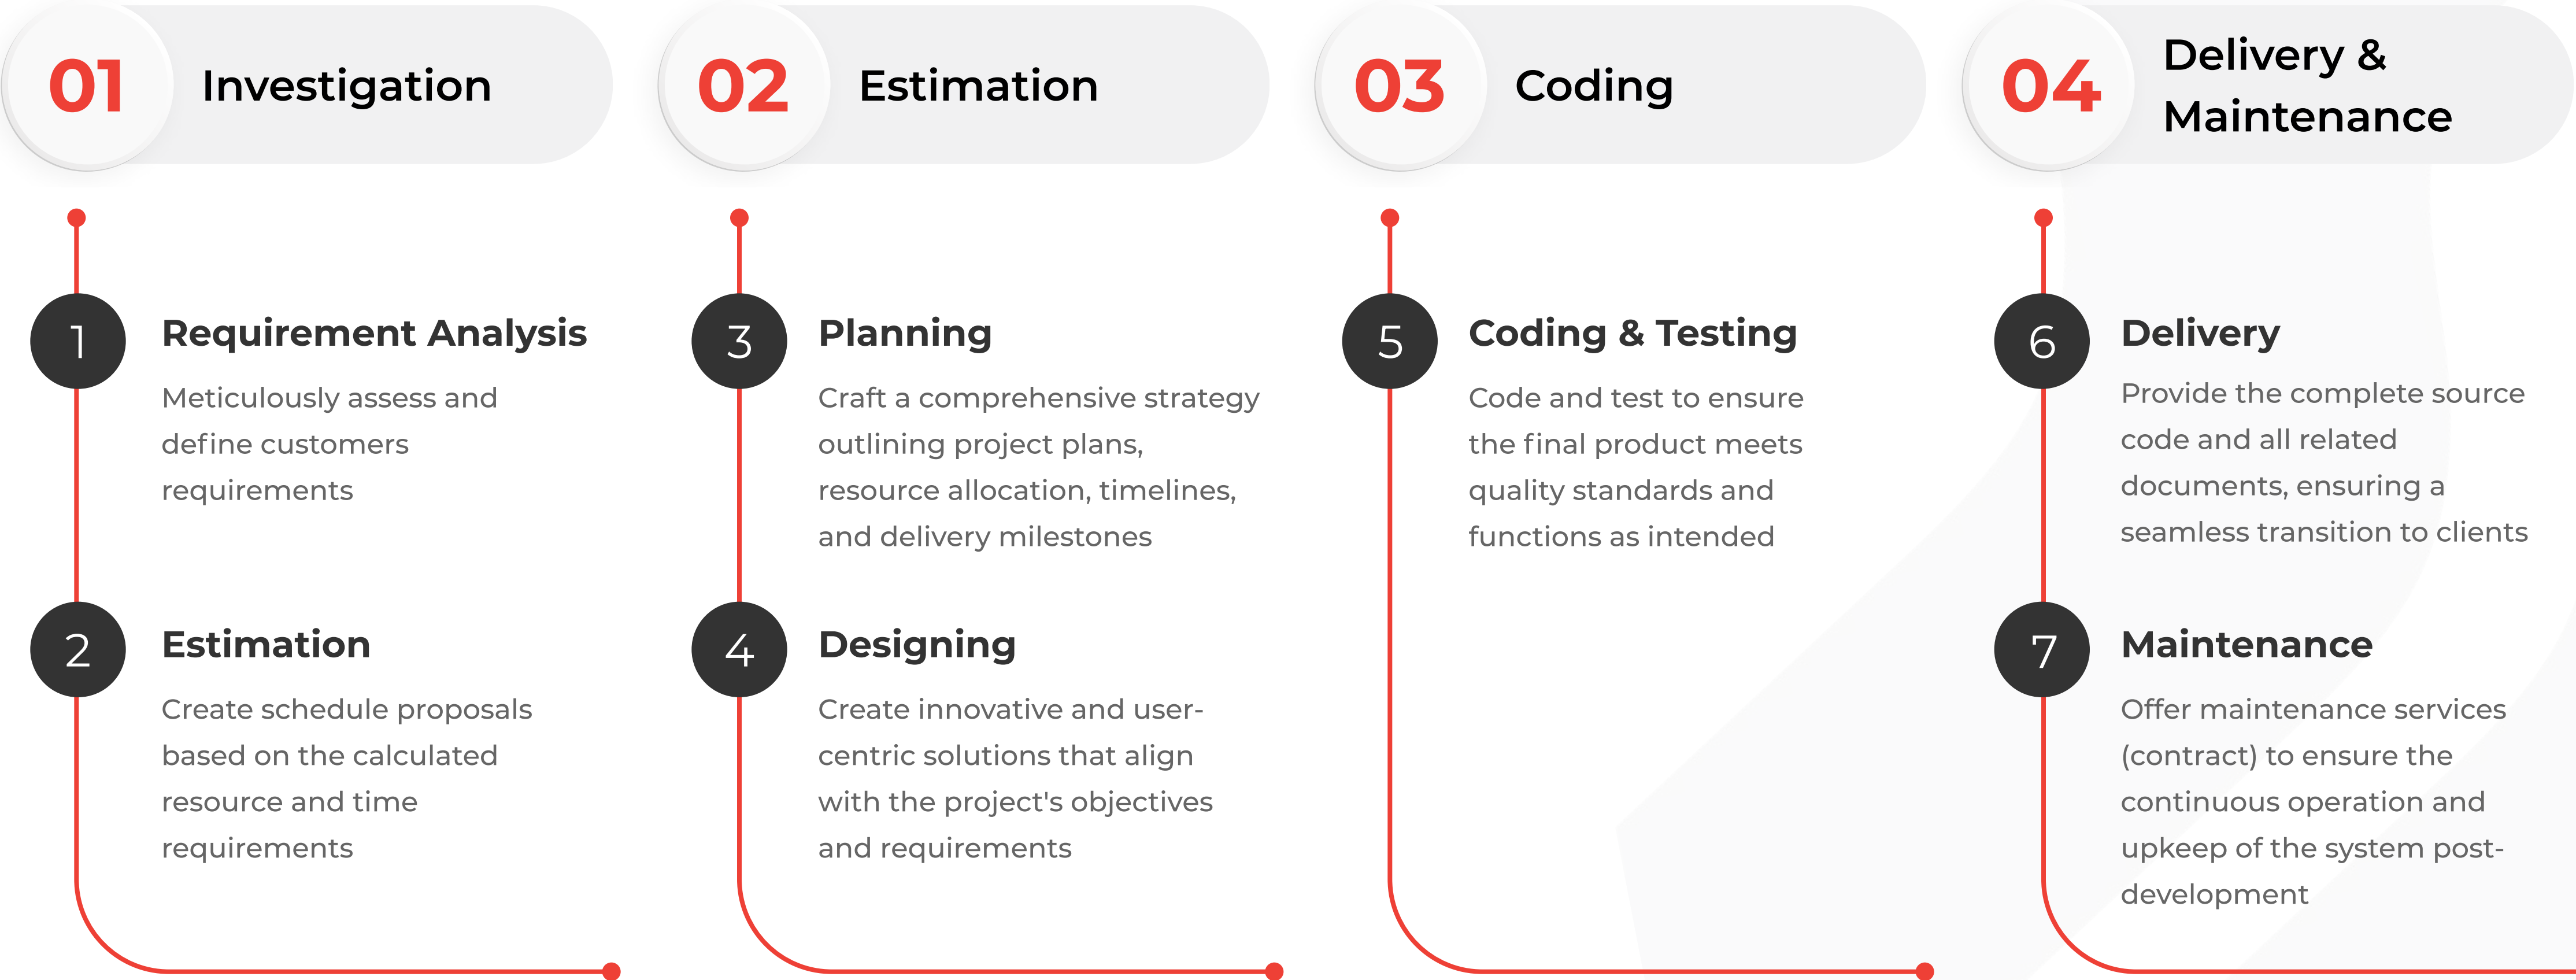 01
Investigation
1
Requirement Analysis
Meticulously assess and
define customers
requirements
2
Estimation
Create schedule proposals
based on the calculated
resource and time
requirements
02
Estimation
3
Planning
Craft a comprehensive strategy
outlining project plans,
resource allocation, timelines,
and delivery milestones
4
Designing
Create innovative and user-
centric solutions that align
with the project's objectives
and requirements
03
Coding
5
Coding & Testing
Code and test to ensure
the final product meets
quality standards and
functions as intended
04
Delivery &
Maintenance
6
Delivery
Provide the complete source
code and all related
documents, ensuring a
seamless transition to clients
7
Maintenance
Offer maintenance services
(contract) to ensure the
continuous operation and
upkeep of the system post-
development